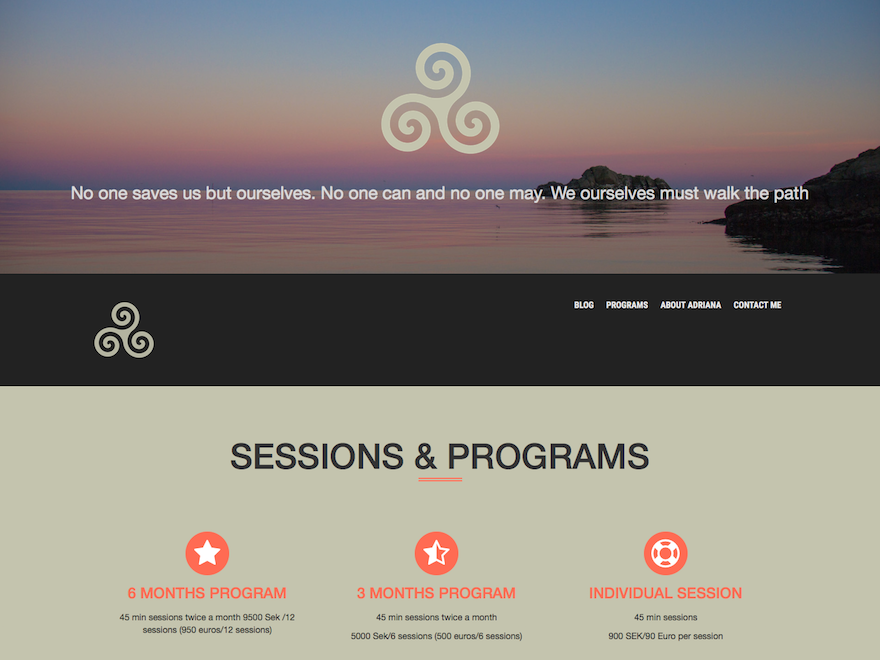 No one saves us but ourselves. No one can and no one may. We ourselves must walk the path
BLOG PROGRAMS ABOUT ADRIANA CONTACT ME
SESSIONS & PROGRAMS
6 MONTHS PROGRAM
45 min sessions twice a month 9500 Sek /12
sessions (950 euros/12 sessions)
3 MONTHS PROGRAM
45 min sessions twice a month
5000 Sek/6 sessions (500 euros/6 sessions)
INDIVIDUAL SESSION
45 min sessions
900 SEK/90 Euro per session